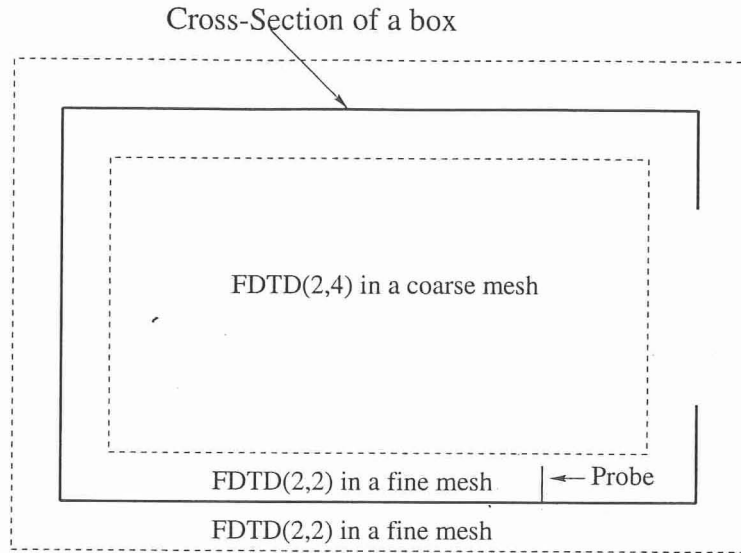 Cross-Section of a box
FDTD(2,4) in a coarse mesh
FDTD(2,2) in a fine mesh
Probe
FDTD(2,2) in a fine mesh